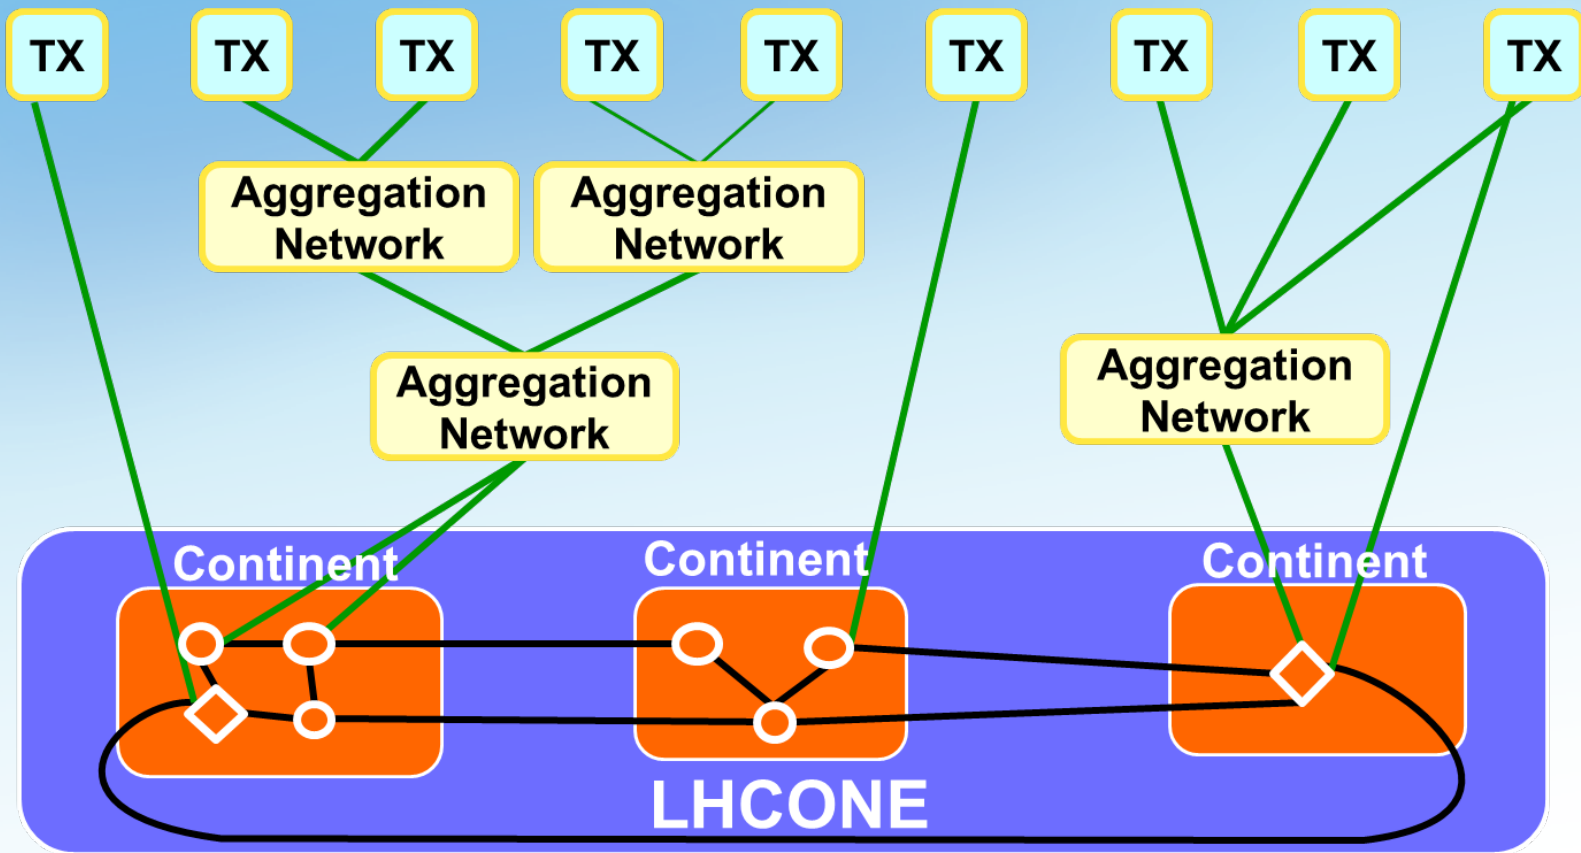 TX
TX
TX
TX
TX
TX
TX
TX
TX
Aggregation
Network
Aggregation
Network
Aggregation
Network
Aggregation
Network
Continent
Continent
Continent
LHCONE